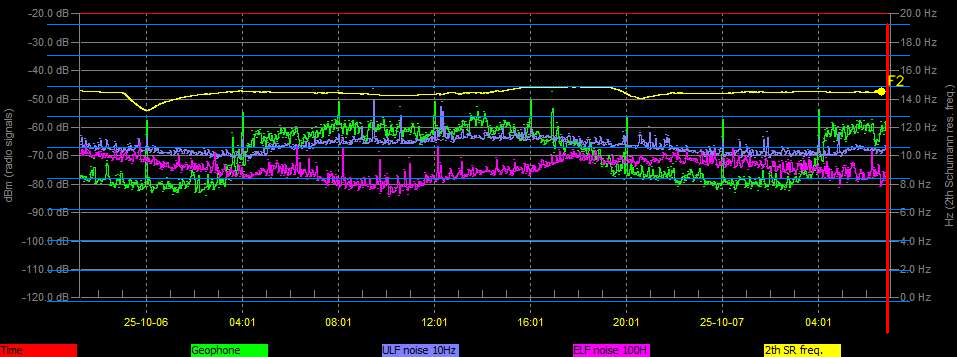 -20.0 dB 20.0 Hz
-30.0 dB 18.0 Hz
-40.0 dB 16.0 Hz
F2
-50.0 dB 14.0 Hz
-60.0 dB 12.0 Hz
-70.0 dB 10.0 Hz
-80.0 dB 8.0 Hz
-90.0 dB 6.0 Hz
-100.0 dB 4.0 Hz
-110.0 dB 2.0 Hz
-120.0 dB 0.0 Hz
dBm (radio signals)
Hz (2th Schumann res. freq.)
25-10-06 04:01 08:01 12:01 16:01 20:01 25-10-07 04:01
Time Geophone ULF noise 10Hz ELF noise 100H 2th SR freq.